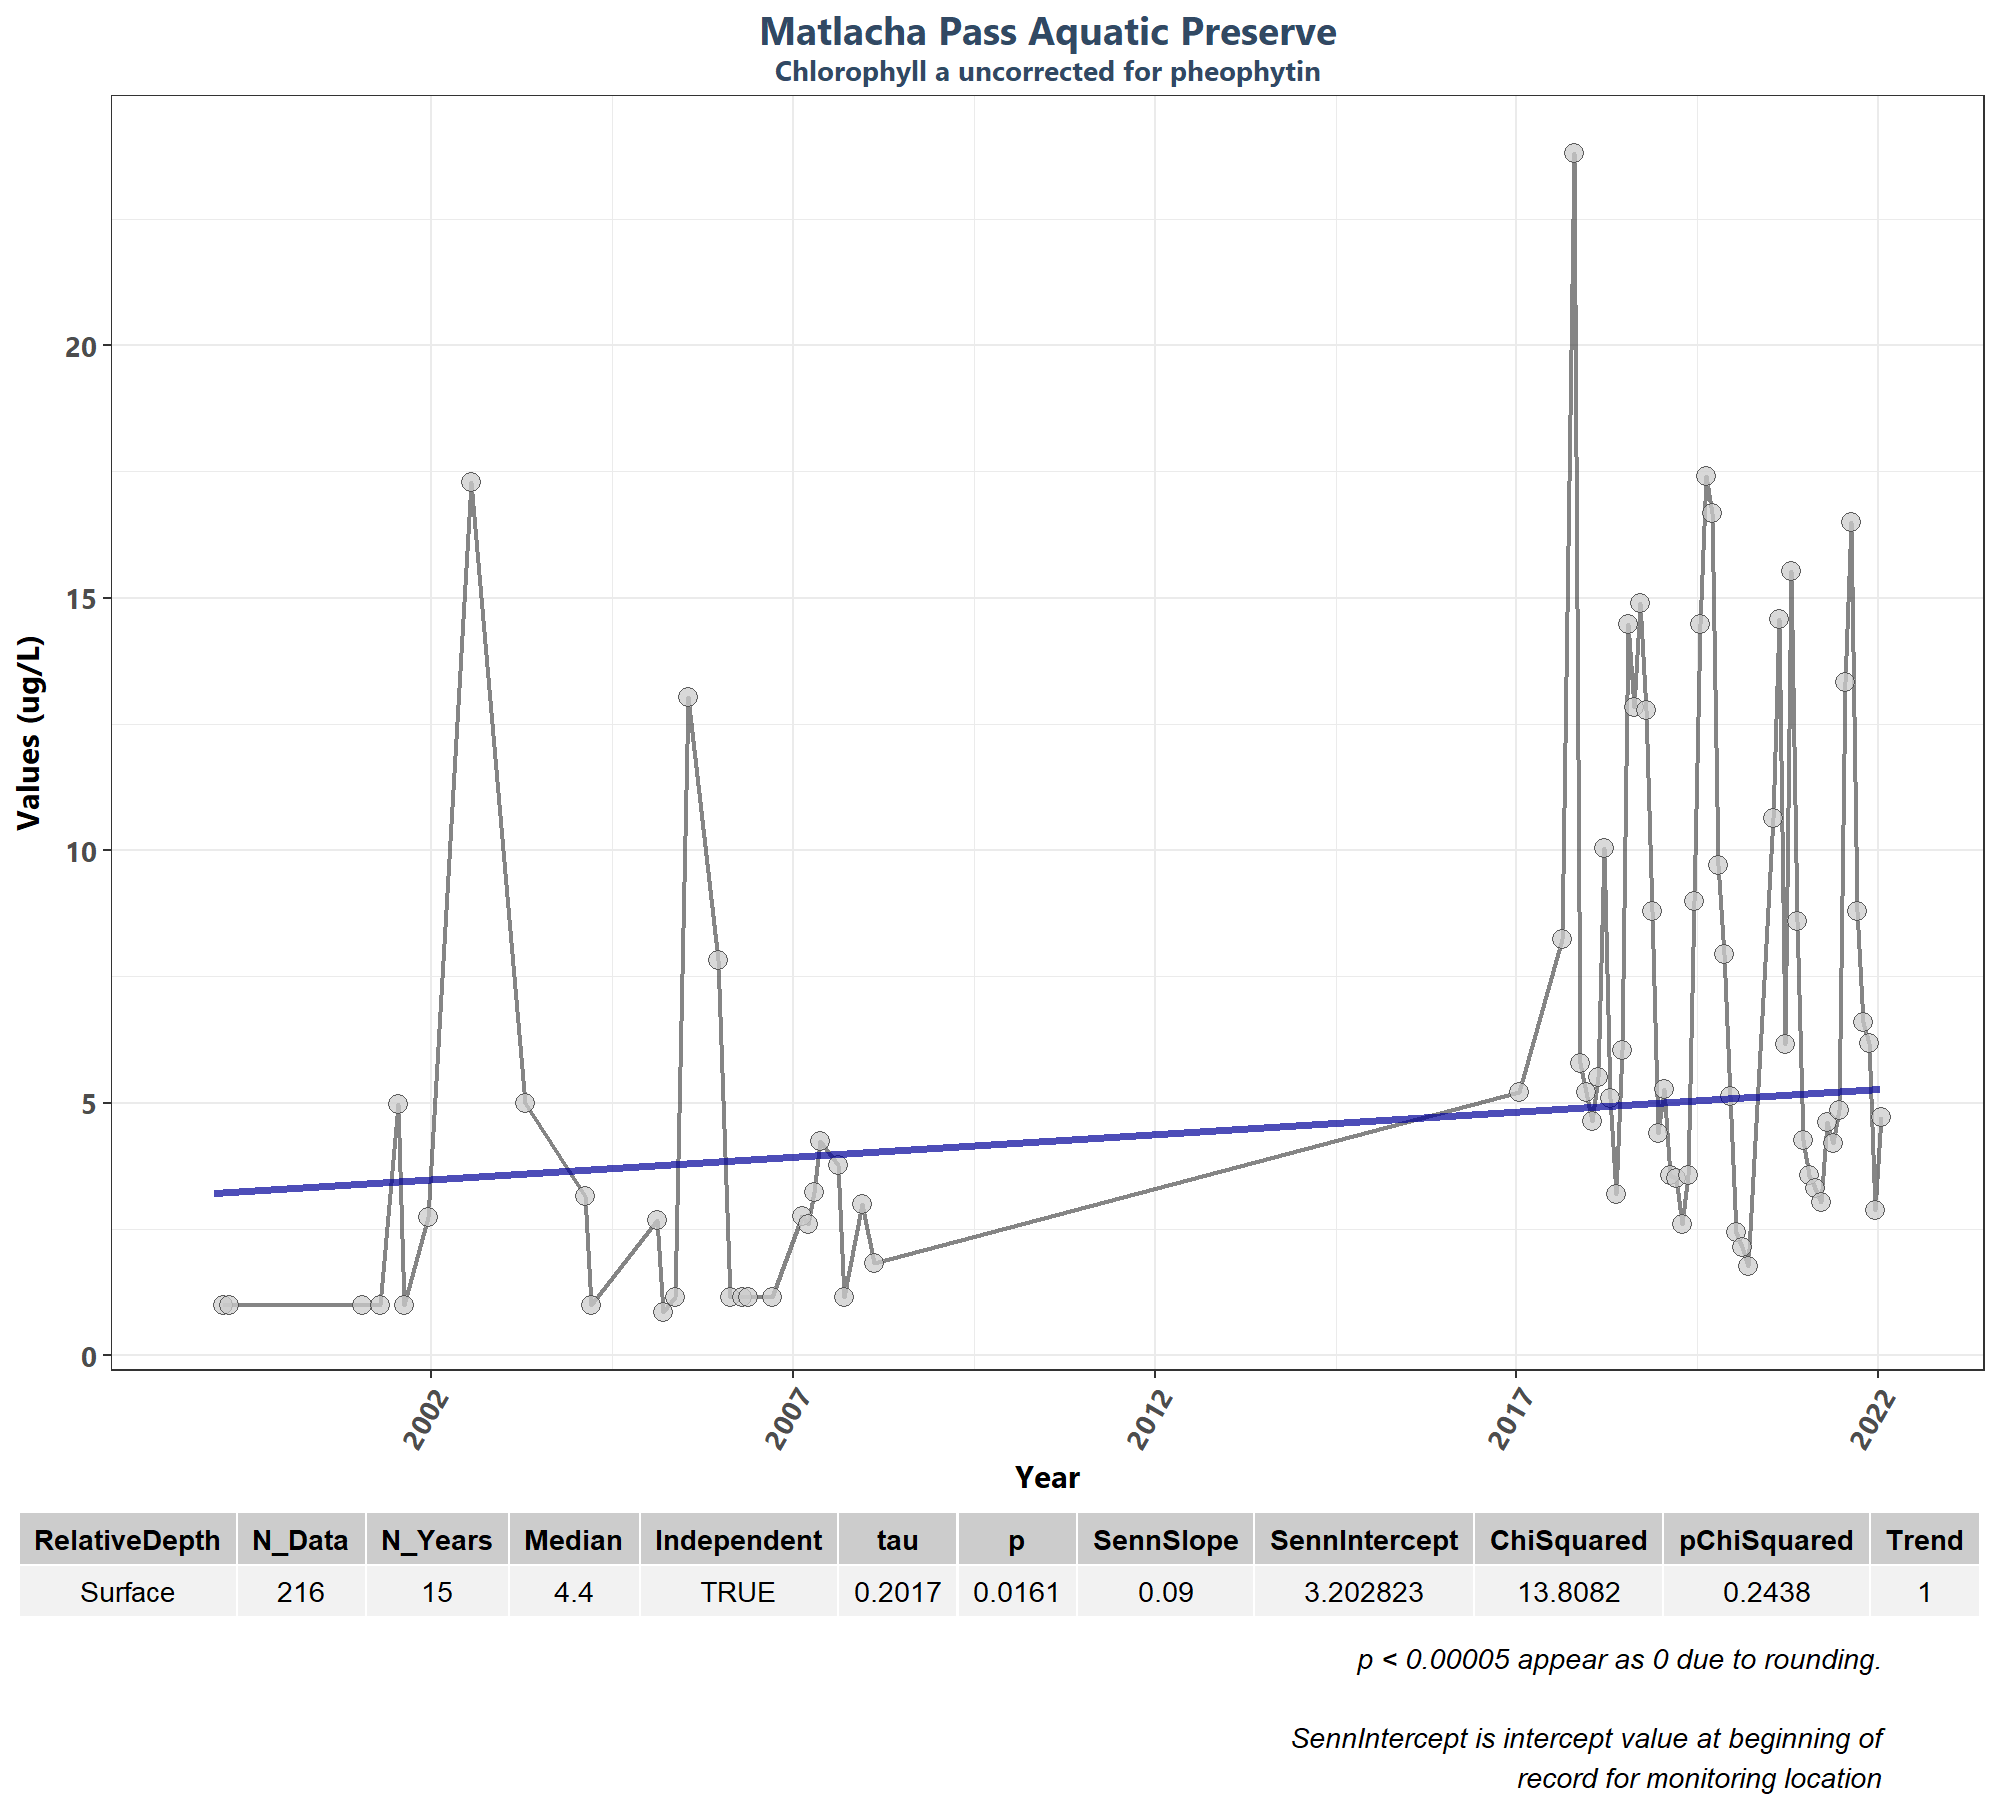 Matlacha Pass Aquatic Preserve
Chlorophyll a uncorrected for pheophytin
Values (ug/L)
20
15
10
5
0
2002 2007 2012 2017 2022
Year
RelativeDepth N_Data N_Years Median Independent tau p SennSlope SennIntercept ChiSquared pChiSquared Trend
Surface 216 15 4.4 TRUE 0.2017 0.0161 0.09 3.202823 13.8082 0.2438 1
p < 0.00005 appear as 0 due to rounding.
SennIntercept is intercept value at beginning of
record for monitoring location